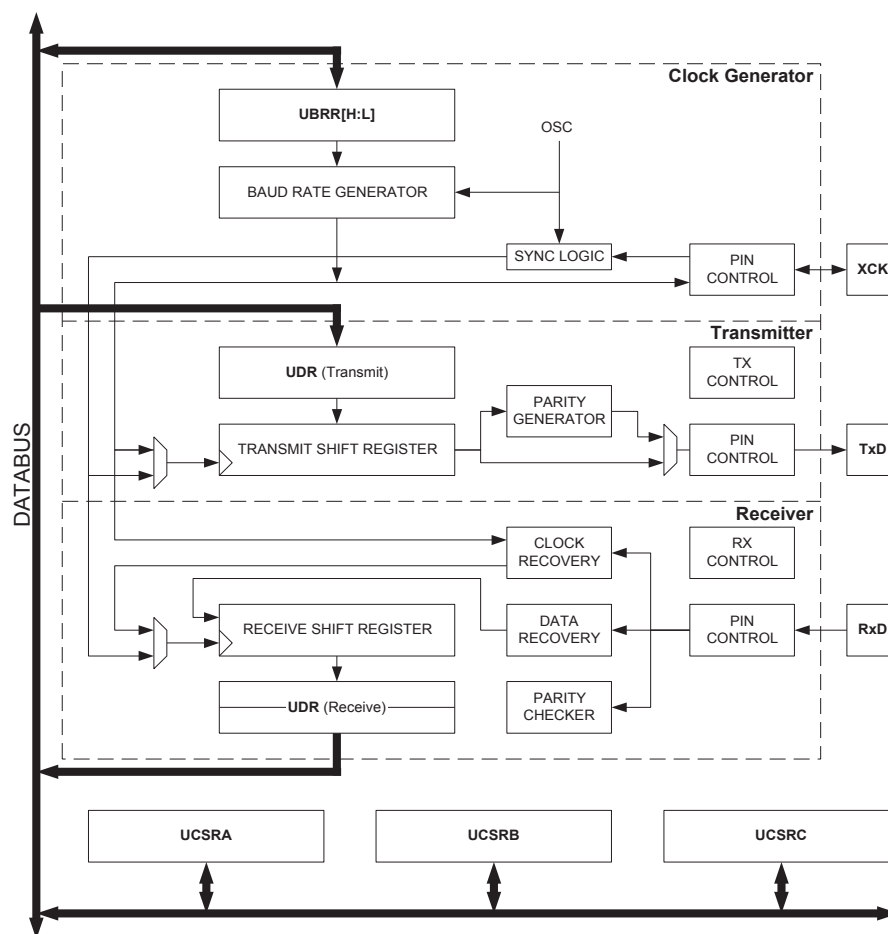 Clock Generator
UBRR[H:L]
OSC
BAUD RATE GENERATOR
SYNC LOGIC
PIN
CONTROL
XCK
Transmitter
UDR (Transmit)
TX
CONTROL
PARITY
GENERATOR
TRANSMIT SHIFT REGISTER
PIN
CONTROL
TxD
DATABUS
Receiver
CLOCK
RECOVERY
RX
CONTROL
RECEIVE SHIFT REGISTER
DATA
RECOVERY
PIN
CONTROL
RxD
UDR (Receive)
PARITY
CHECKER
UCSRA
UCSRB
UCSRC